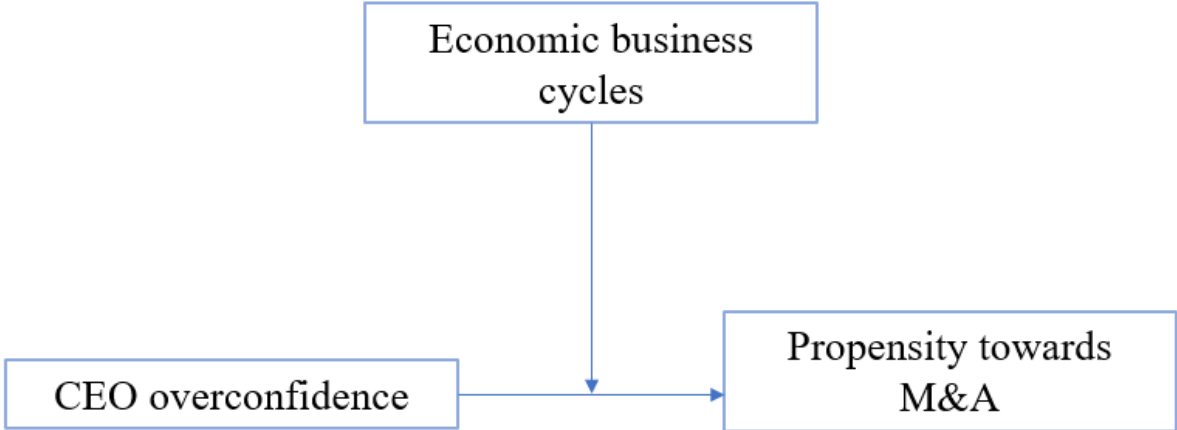 Economic business
cycles
CEO overconfidence
Propensity towards
M&A